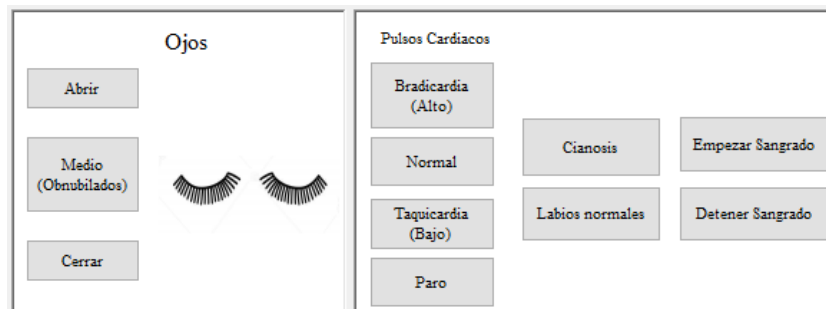 Ojos
Abrir
Medio
(Obnubilados)
Cerrar
Pulsos Cardiacos
Bradicardia
(Alto)
Normal
Taquicardia
(Bajo)
Paro
Cianosis
Labios normales
Empezar Sangrado
Detener Sangrado